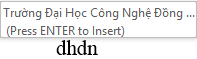 Trường Đại Học Công Nghệ Đồng ...
(Press ENTER to Insert)
dhdn